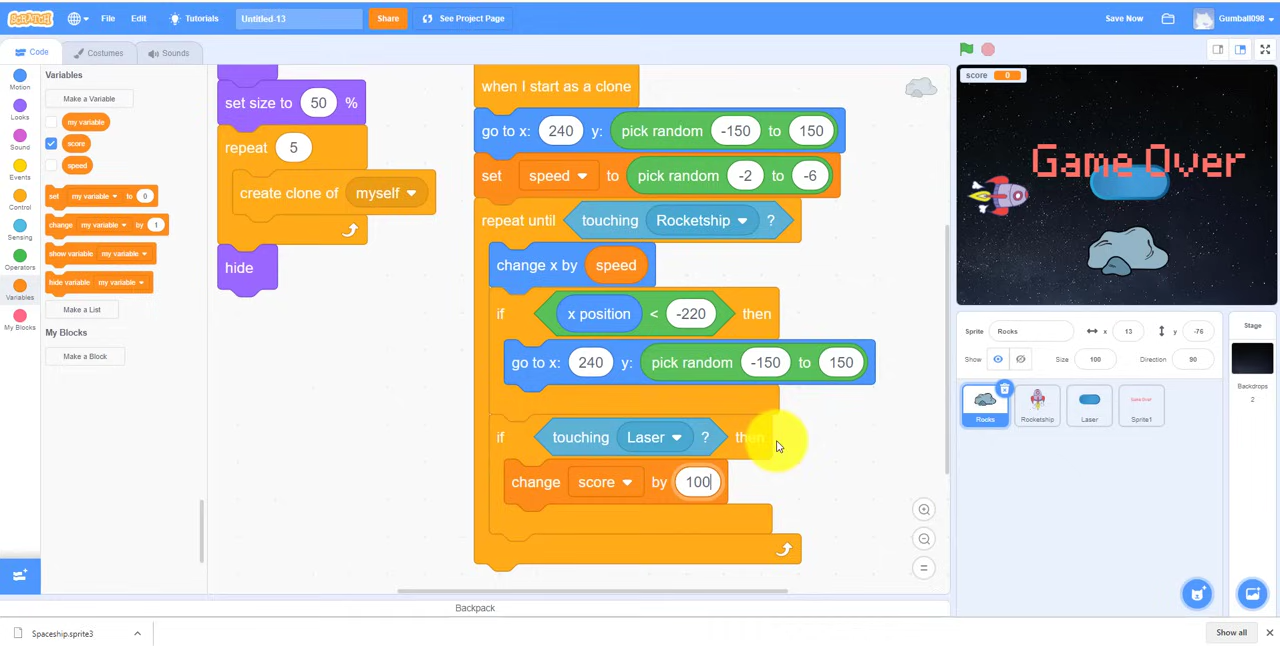 SCRATCH File Edit Tutorials Untitled-13 Share See Project Page Save Now Gumball098
Code Costumes Sounds
Motion
Looks
Sound
Events
Control
Sensing
Operators
Variables
My Blocks
Variables
Make a Variable
my variable
score
speed
set my variable to 0
change my variable by 1
show variable my variable
hide variable my variable
Make a List
My Blocks
Make a Block
set size to 50 %
repeat 5
create clone of myself
hide
when I start as a clone
go to x: 240 y: pick random -150 to 150
set speed to pick random -2 to -6
repeat until touching Rocketship ?
change x by speed
if x position < -220 then
go to x: 240 y: pick random -150 to 150
if touching Laser ? then
change score by 100
score 0
Game Over
Sprite Rocks x 13 y -76
Show Size 100 Direction 90
Rocks Rocketship Laser Sprite1
Stage
Backdrops
2
Backpack
Spaceship.sprite3 Show all